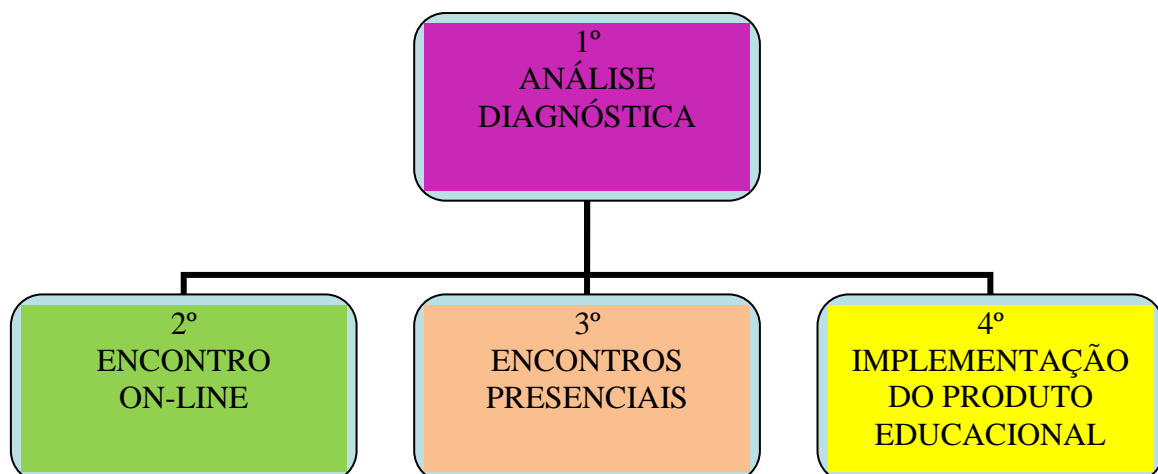 1º
ANÁLISE
DIAGNÓSTICA
2º
ENCONTRO
ON-LINE
3º
ENCONTROS
PRESENCIAIS
4º
IMPLEMENTAÇÃO
DO PRODUTO
EDUCACIONAL